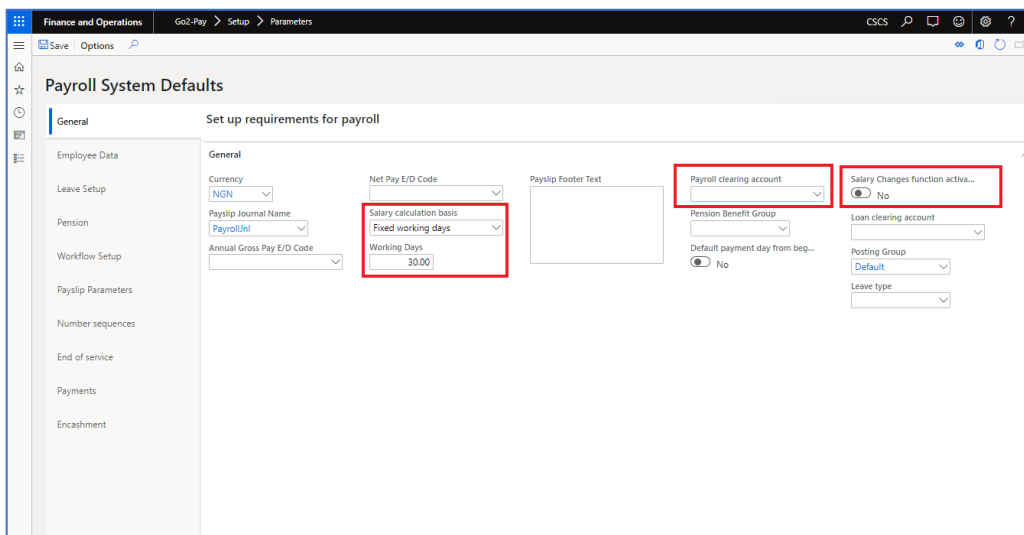 Finance and Operations Go2-Pay > Setup > Parameters CSCS ?
Save Options
Payroll System Defaults
General
Employee Data
Leave Setup
Pension
Workflow Setup
Payslip Parameters
Number sequences
End of service
Payments
Encashment
Set up requirements for payroll
General
Currency
NGN
Payslip Journal Name
PayrollJnl
Annual Gross Pay E/D Code
Net Pay E/D Code
Salary calculation basis
Fixed working days
Working Days
30.00
Payslip Footer Text
Payroll clearing account
Pension Benefit Group
Default payment day from beg...
No
Salary Changes function activa...
No
Loan clearing account
Posting Group
Default
Leave type